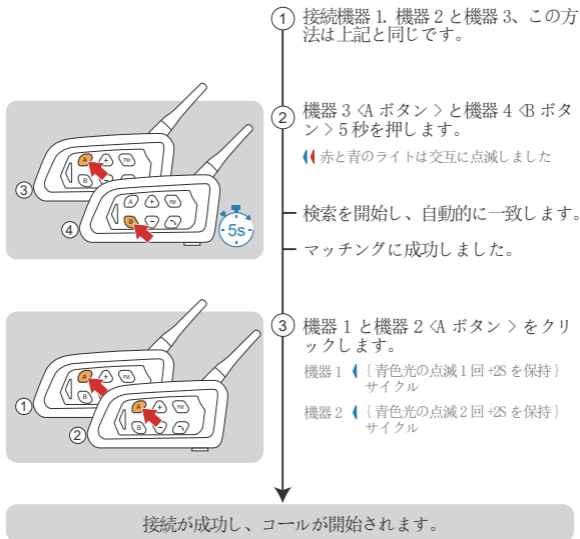 ① 接続機器 1. 機器 2 と機器 3、この方
法は上記と同じです。
② 機器 3 <A ボタン > と機器 4 <B ボタ
ン > 5 秒を押します。
赤と青のライトは交互に点滅しました
A + FM
B
③
A + FM
B −
④
5s
検索を開始し、自動的に一致します。
マッチングに成功しました。
③ 機器 1 と機器 2 <A ボタン > をクリ
ックします。
機器 1 { 青色光の点滅 1 回 +2S を保持 }
サイクル
機器 2 { 青色光の点滅 2 回 +2S を保持 }
サイクル
A + FM
B
①
A + FM
B −
②
接続が成功し、コールが開始されます。